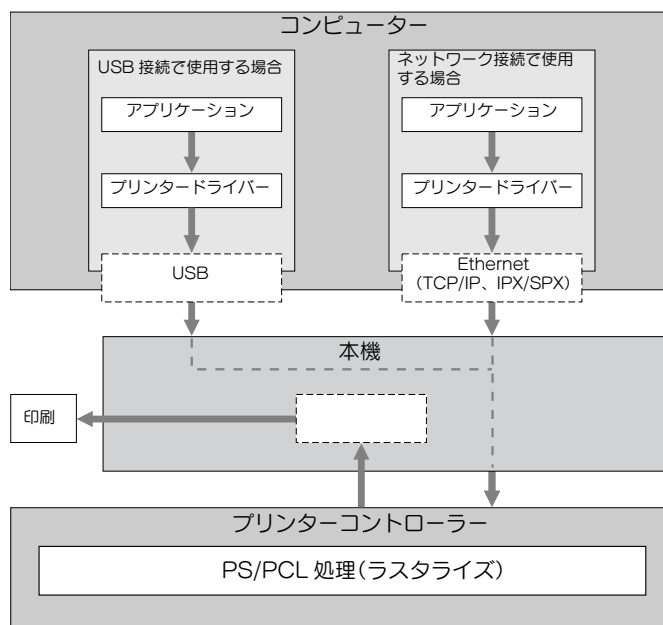 コンピューター
USB 接続で使用する場合
アプリケーション
プリンタードライバー
USB
ネットワーク接続で使用
する場合
アプリケーション
プリンタードライバー
Ethernet
(TCP/IP、IPX/SPX)
本機
印刷
プリンターコントローラー
PS/PCL 処理(ラスタライズ)